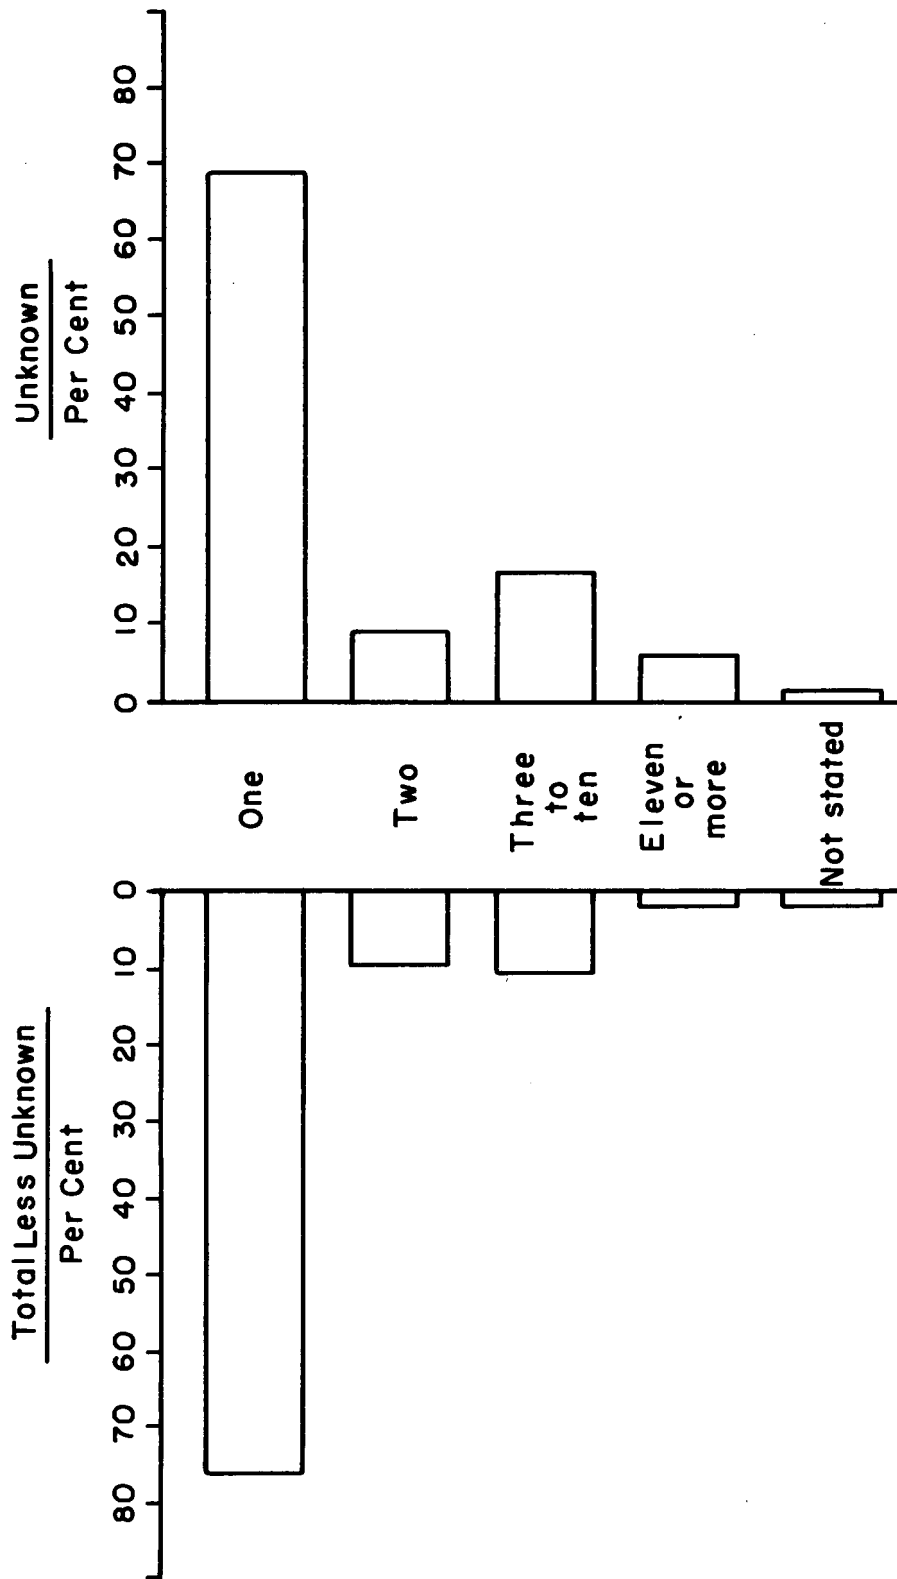 Total Less Unknown
Per Cent
Unknown
Per Cent
80 70 60 50 40 30 20 10 0
0 10 20 30 40 50 60 70 80
One
Two
Three
to
ten
Eleven
or
more
Not stated